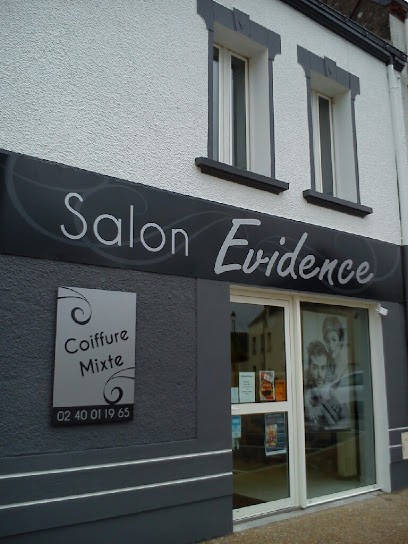 Salon Evidence
Coiffure
Mixte
02 40 01 19 65